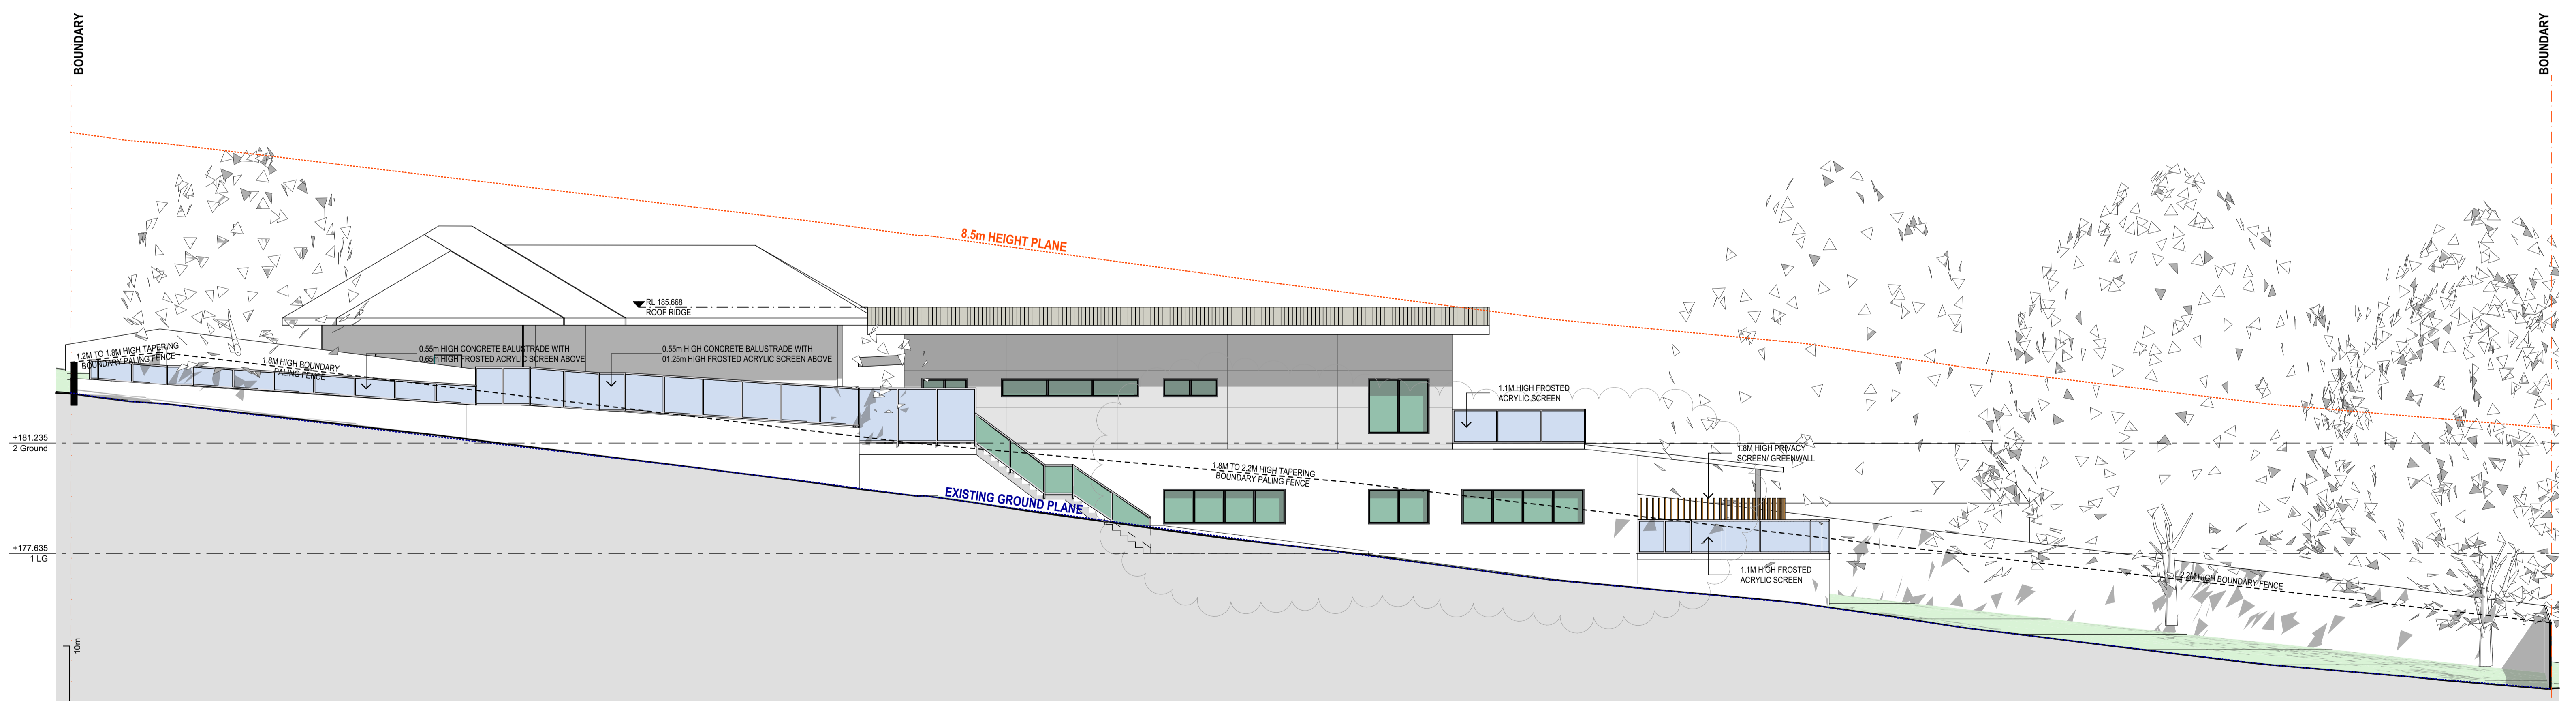 BOUNDARY
BOUNDARY
8.5m HEIGHT PLANE
RL 185.668
ROOF RIDGE
1.2M TO 1.8M HIGH TAPERING
BOUNDARY PALING FENCE
1.8M HIGH BOUNDARY
PALING FENCE
0.55m HIGH CONCRETE BALUSTRADE WITH
0.65m HIGH FROSTED ACRYLIC SCREEN ABOVE
0.55m HIGH CONCRETE BALUSTRADE WITH
01.25m HIGH FROSTED ACRYLIC SCREEN ABOVE
1.1M HIGH FROSTED
ACRYLIC SCREEN
+181.235
2 Ground
1.8M HIGH PRIVACY
SCREEN/ GREENWALL
1.8M TO 2.2M HIGH TAPERING
BOUNDARY PALING FENCE
EXISTING GROUND PLANE
+177.635
1 LG
1.1M HIGH FROSTED
ACRYLIC SCREEN
2.2M HIGH BOUNDARY FENCE
10m